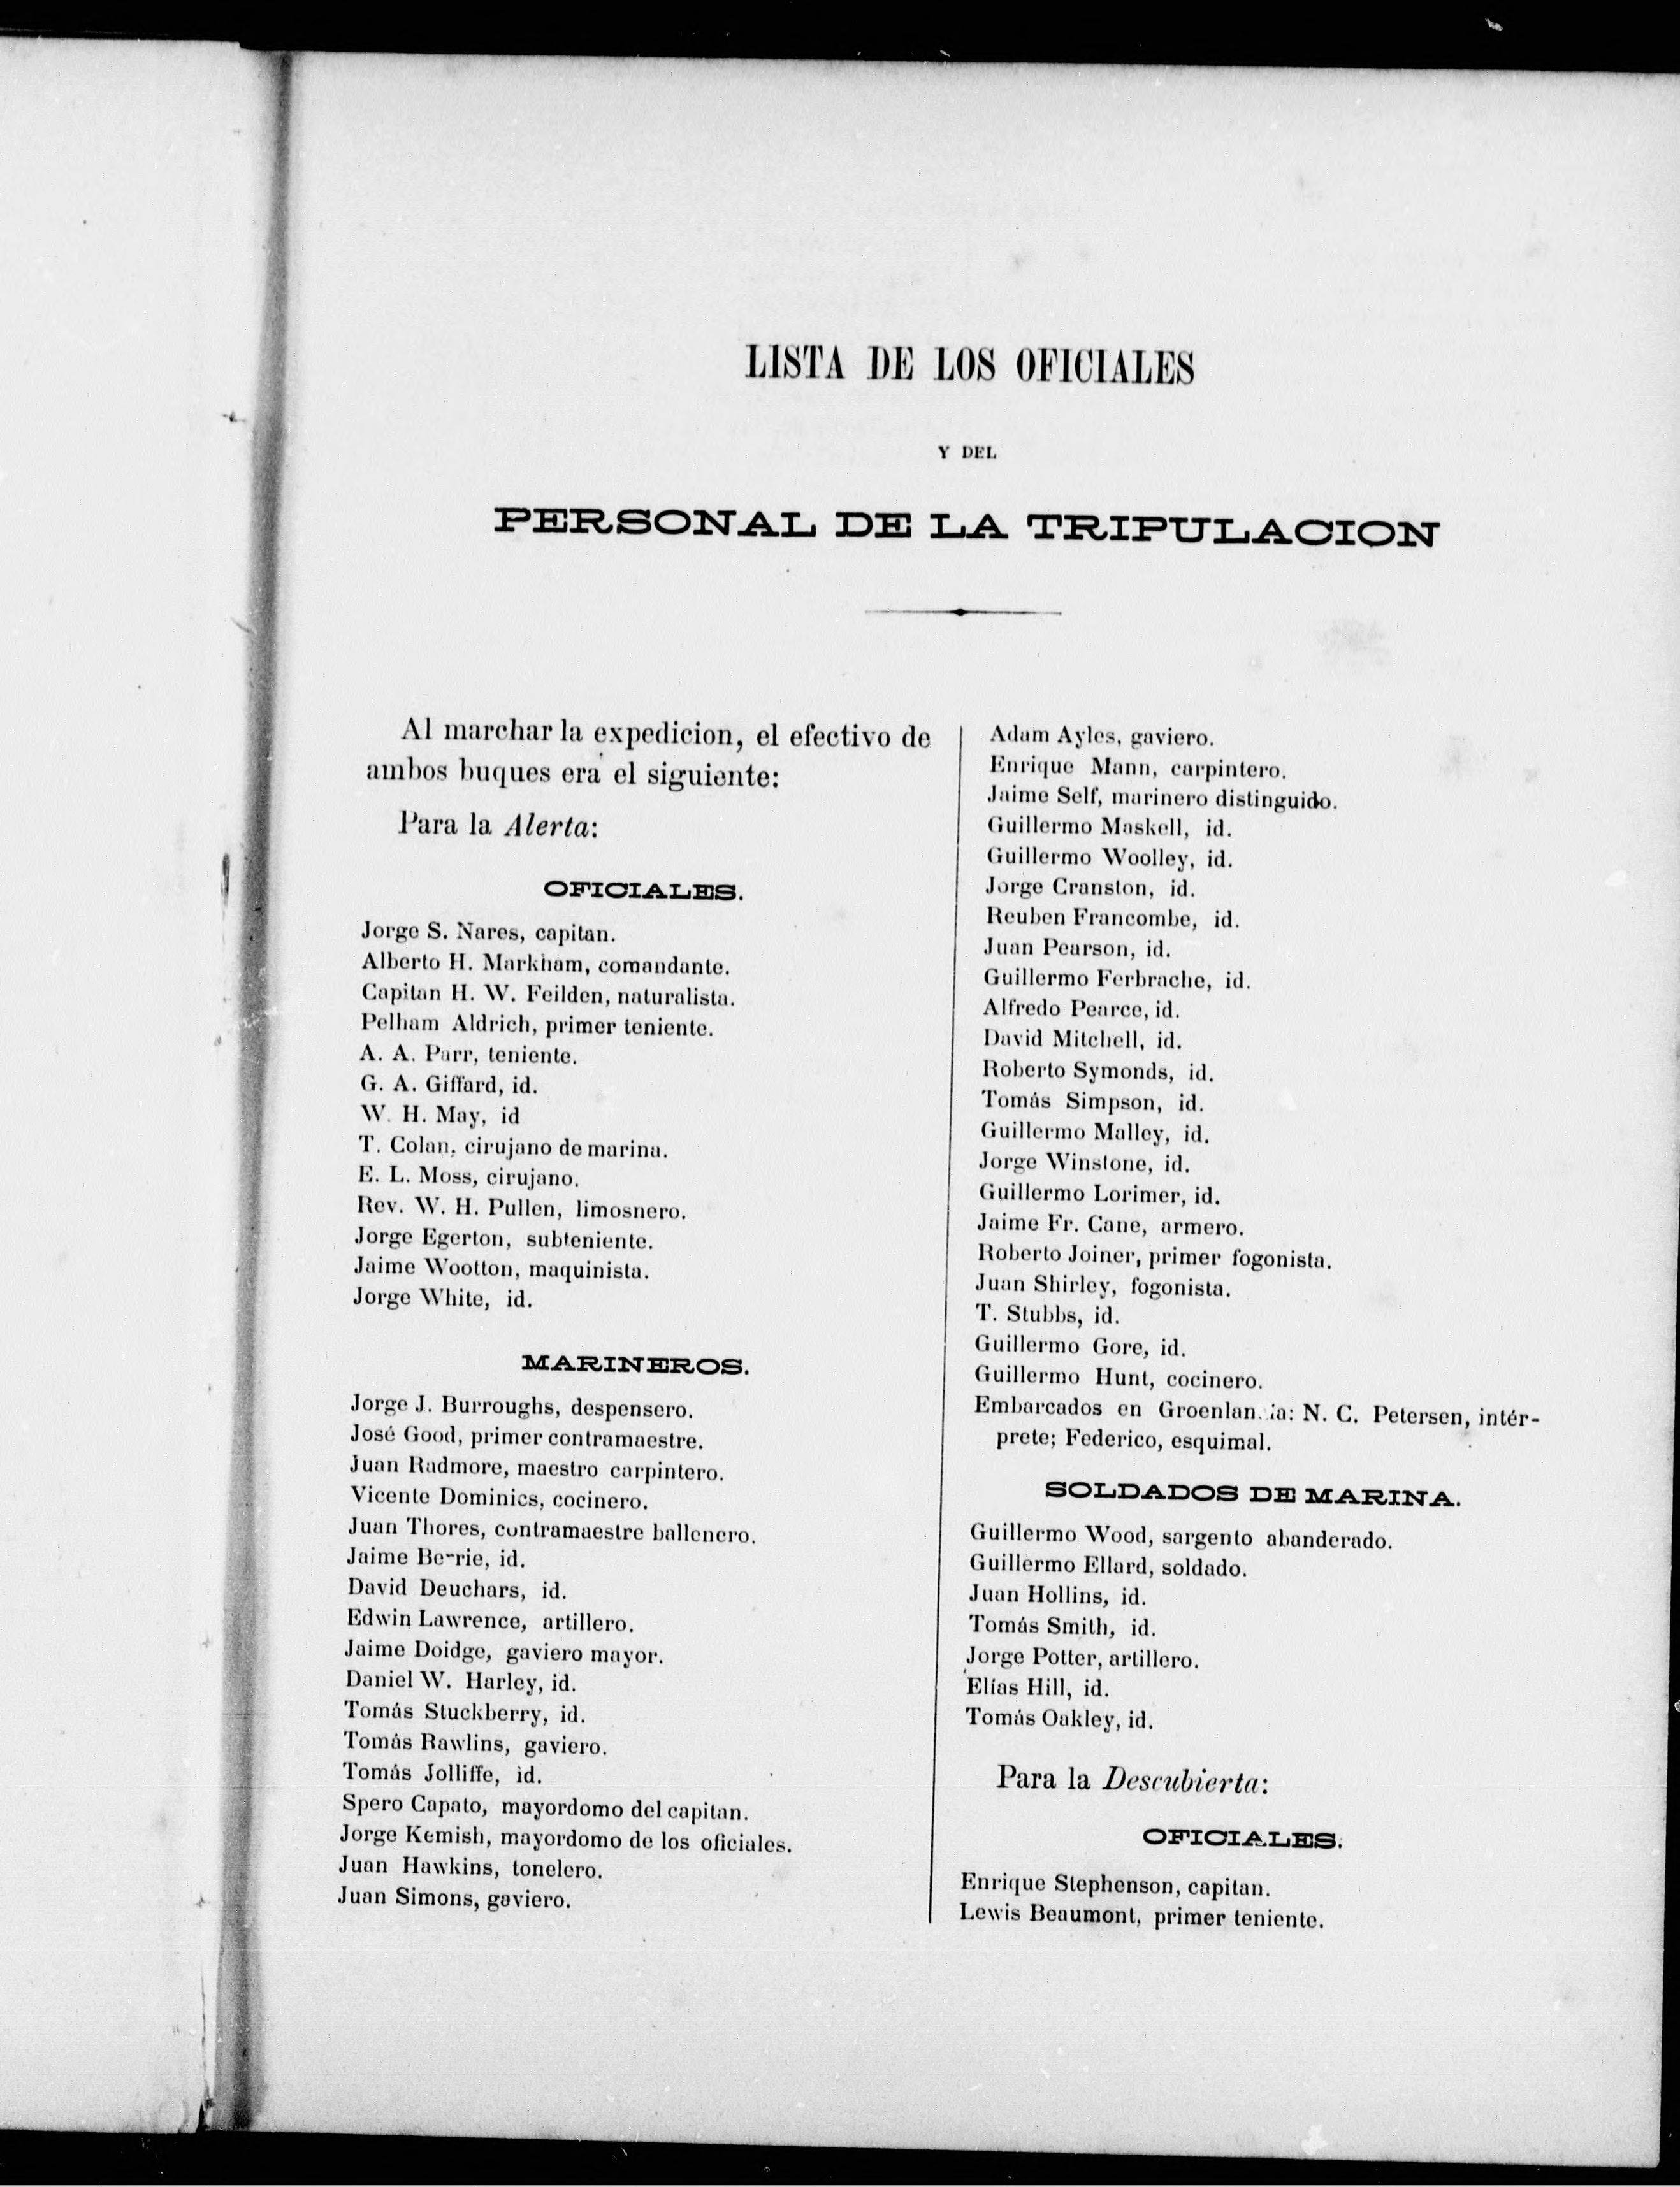 LISTA DE LOS OFICIALES
Y DEL
PERSONAL DE LA TRIPULACION
Al marchar la expedicion, el efectivo de
ambos buques era el siguiente:
Para la Alerta:
OFICIALES.
Jorge S. Nares, capitan.
Alberto H. Markham, comandante.
Capitan H. W. Feilden, naturalista.
Pelham Aldrich, primer teniente.
A. A. Parr, teniente.
G. A. Giffard, id.
W. H. May, id
T. Colan, cirujano de marina.
E. L. Moss, cirujano.
Rev. W. H. Pullen, limosnero.
Jorge Egerton, subteniente.
Jaime Wootton, maquinista.
Jorge White, id.
MARINEROS.
Jorge J. Burroughs, despensero.
José Good, primer contramaestre.
Juan Radmore, maestro carpintero.
Vicente Dominics, cocinero.
Juan Thores, contramaestre ballenero.
Jaime Berrie, id.
David Deuchars, id.
Edwin Lawrence, artillero.
Jaime Doidge, gaviero mayor.
Daniel W. Harley, id.
Tomás Stuckberry, id.
Tomás Rawlins, gaviero.
Tomás Jolliffe, id.
Spero Capato, mayordomo del capitan.
Jorge Kemish, mayordomo de los oficiales.
Juan Hawkins, tonelero.
Juan Simons, gaviero.
Adam Ayles, gaviero.
Enrique Mann, carpintero.
Jaime Self, marinero distinguido.
Guillermo Maskell, id.
Guillermo Woolley, id.
Jorge Cranston, id.
Reuben Francombe, id.
Juan Pearson, id.
Guillermo Ferbrache, id.
Alfredo Pearce, id.
David Mitchell, id.
Roberto Symonds, id.
Tomás Simpson, id.
Guillermo Malley, id.
Jorge Winstone, id.
Guillermo Lorimer, id.
Jaime Fr. Cane, armero.
Roberto Joiner, primer fogonista.
Juan Shirley, fogonista.
T. Stubbs, id.
Guillermo Gore, id.
Guillermo Hunt, cocinero.
Embarcados en Groenlandia: N. C. Petersen, intér-
prete; Federico, esquimal.
SOLDADOS DE MARINA.
Guillermo Wood, sargento abanderado.
Guillermo Ellard, soldado.
Juan Hollins, id.
Tomás Smith, id.
Jorge Potter, artillero.
Elías Hill, id.
Tomás Oakley, id.
Para la Descubierta:
OFICIALES.
Enrique Stephenson, capitan.
Lewis Beaumont, primer teniente.